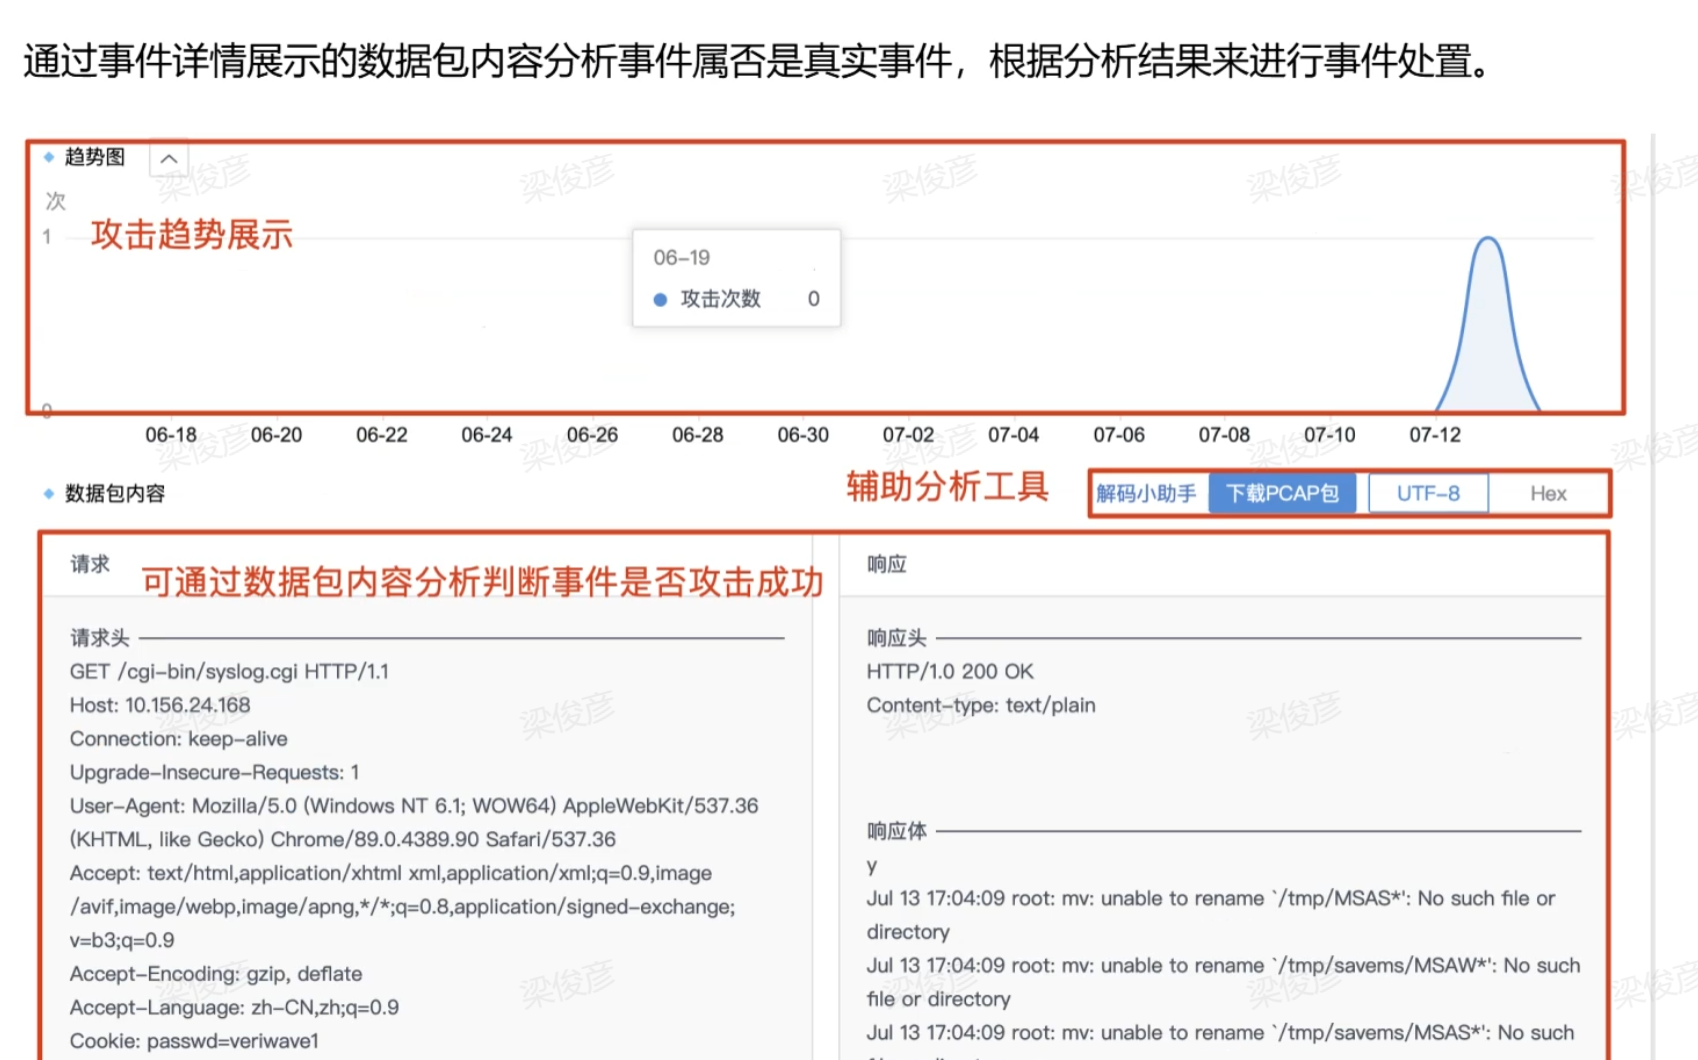 通过事件详情展示的数据包内容分析事件属否是真实事件，根据分析结果来进行事件处置。
趋势图
次
攻击趋势展示
1
06-19
攻击次数 0
0
06-18 06-20 06-22 06-24 06-26 06-28 06-30 07-02 07-04 07-06 07-08 07-10 07-12
数据包内容
辅助分析工具
解码小助手 下载PCAP包 UTF-8 Hex
请求
可通过数据包内容分析判断事件是否攻击成功
请求头
GET /cgi-bin/syslog.cgi HTTP/1.1
Host: 10.156.24.168
Connection: keep-alive
Upgrade-Insecure-Requests: 1
User-Agent: Mozilla/5.0 (Windows NT 6.1; WOW64) AppleWebKit/537.36
(KHTML, like Gecko) Chrome/89.0.4389.90 Safari/537.36
Accept: text/html,application/xhtml xml,application/xml;q=0.9,image
/avif,image/webp,image/apng,*/*;q=0.8,application/signed-exchange;
v=b3;q=0.9
Accept-Encoding: gzip, deflate
Accept-Language: zh-CN,zh;q=0.9
Cookie: passwd=veriwave1
响应
响应头
HTTP/1.0 200 OK
Content-type: text/plain
响应体
y
Jul 13 17:04:09 root: mv: unable to rename `/tmp/MSAS*': No such file or
directory
Jul 13 17:04:09 root: mv: unable to rename `/tmp/savems/MSAW*': No such
file or directory
Jul 13 17:04:09 root: mv: unable to rename `/tmp/savems/MSAS*': No such
梁俊彦